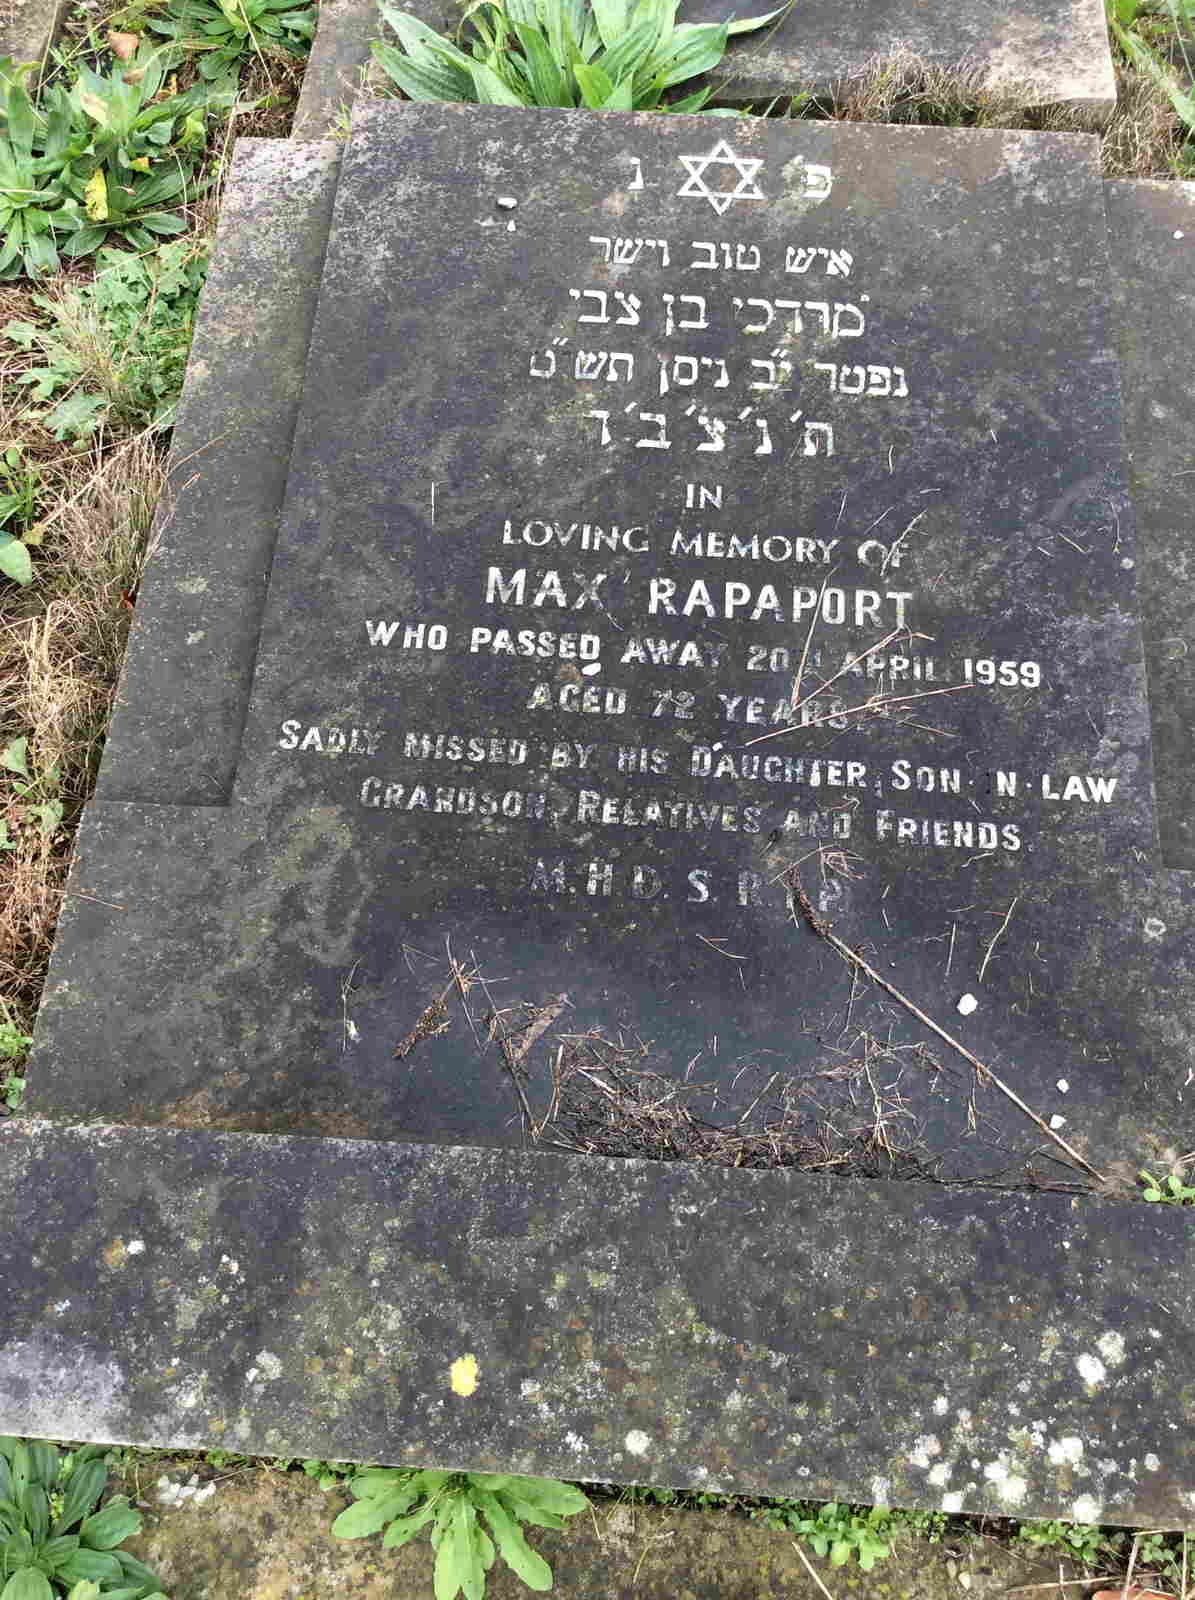 פ נ
איש טוב וישר
מרדכי בן צבי
נפטר י"ב ניסן תש"ט
ת'נ'צ'ב'ד
IN
LOVING MEMORY OF
MAX RAPAPORT
WHO PASSED AWAY 20TH APRIL 1959
AGED 72 YEARS.
SADLY MISSED BY HIS DAUGHTER, SON-IN-LAW
GRANDSON, RELATIVES AND FRIENDS.
M.H.D.S.R.I.P.